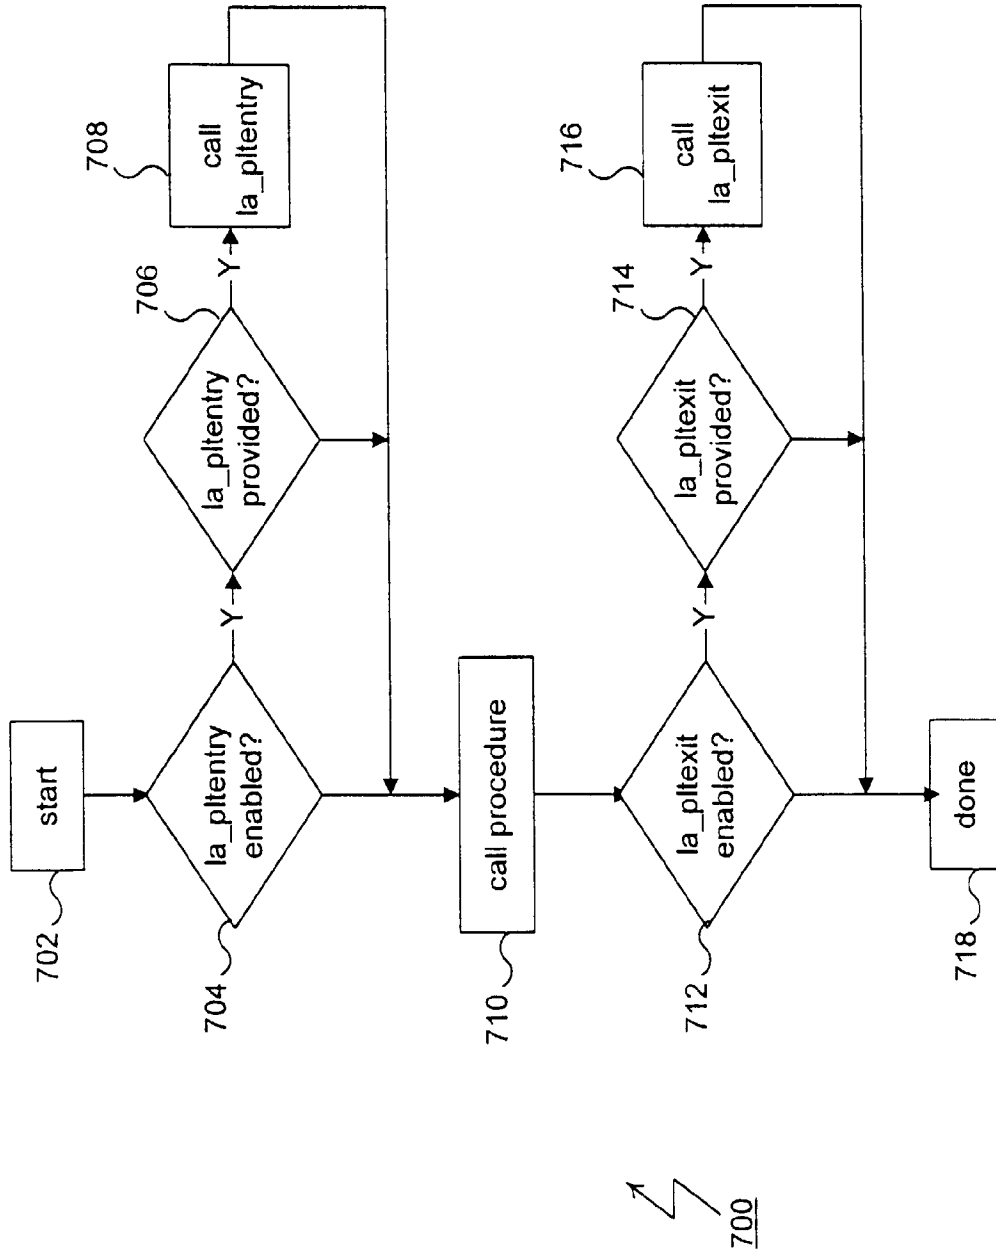 702
start
704
la_pltentry
enabled?
Y
706
la_pltentry
provided?
Y
708
call
la_pltentry
710
call procedure
712
la_pltexit
enabled?
Y
714
la_pltexit
provided?
Y
716
call
la_pltexit
718
done
700